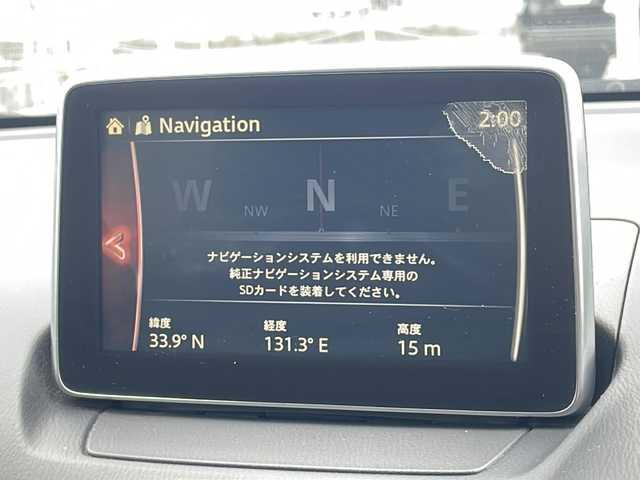 Navigation 2:00
W NW N NE E
ナビゲーションシステムを利用できません。
純正ナビゲーションシステム専用の
SDカードを装着してください。
緯度 経度 高度
33.9° N 131.3° E 15 m